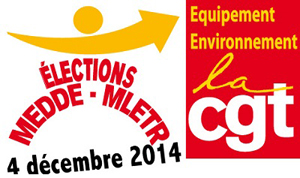 ÉLECTIONS
MEDDE - MLETR
4 décembre 2014
Equipement
Environnement
la
cgt